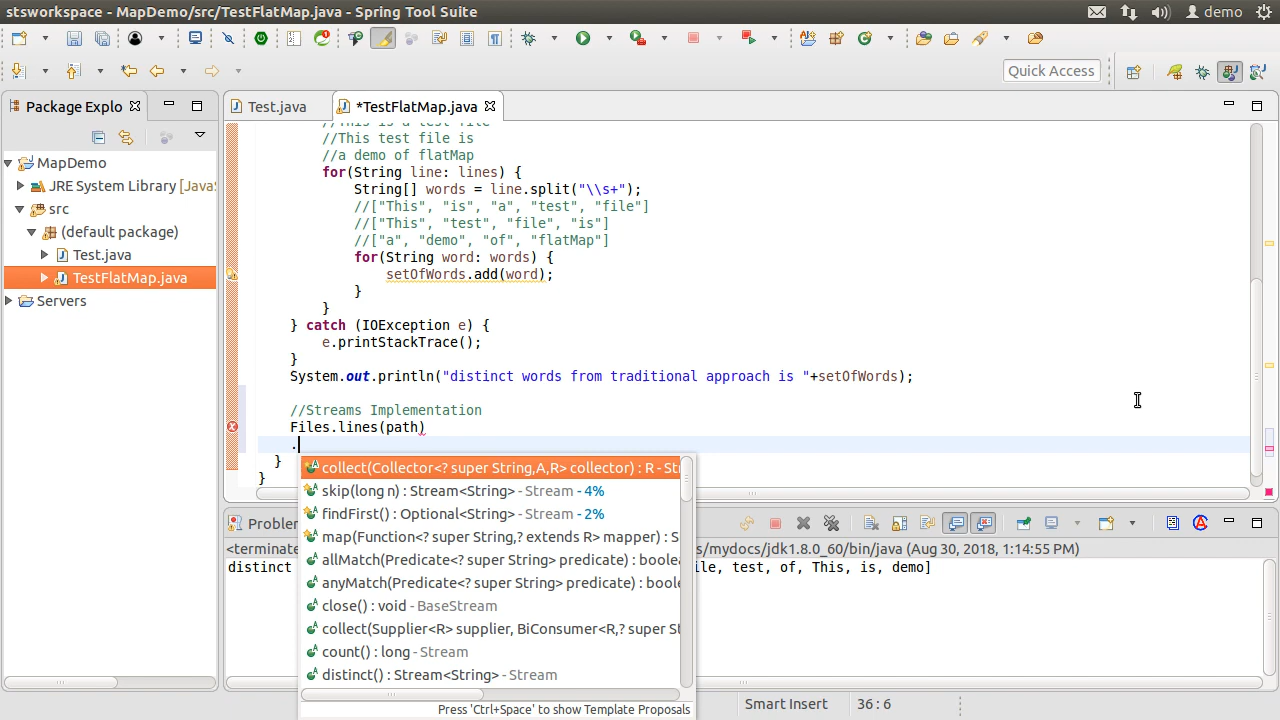 stsworkspace - MapDemo/src/TestFlatMap.java - Spring Tool Suite
demo
Quick Access
Package Explo
Test.java
*TestFlatMap.java
MapDemo
JRE System Library [Java
src
(default package)
Test.java
TestFlatMap.java
Servers
//This is a test file
//This test file is
//a demo of flatMap
for(String line: lines) {
String[] words = line.split("\\s+");
//["This", "is", "a", "test", "file"]
//["This", "test", "file", "is"]
//["a", "demo", "of", "flatMap"]
for(String word: words) {
setOfWords.add(word);
}
}
} catch (IOException e) {
e.printStackTrace();
}
System.out.println("distinct words from traditional approach is "+setOfWords);
//Streams Implementation
Files.lines(path)
.
}
}
collect(Collector<? super String,A,R> collector) : R - Str
skip(long n) : Stream<String> - Stream - 4%
findFirst() : Optional<String> - Stream - 2%
map(Function<? super String,? extends R> mapper) : S
allMatch(Predicate<? super String> predicate) : boole
anyMatch(Predicate<? super String> predicate) : boole
close() : void - BaseStream
collect(Supplier<R> supplier, BiConsumer<R,? super St
count() : long - Stream
distinct() : Stream<String> - Stream
Press 'Ctrl+Space' to show Template Proposals
Problem
<terminate
s/mydocs/jdk1.8.0_60/bin/java (Aug 30, 2018, 1:14:55 PM)
distinct
ile, test, of, This, is, demo]
Smart Insert
36 : 6